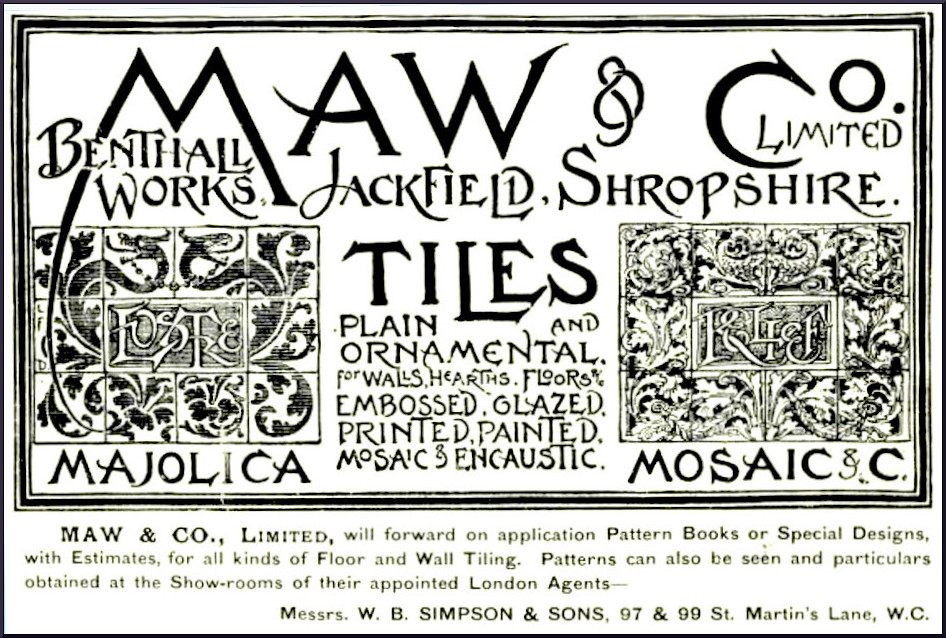 MAW & Co.
LIMITED
BENTHALL
WORKS. JACKFIELD, SHROPSHIRE.
TILES
PLAIN AND
ORNAMENTAL.
for WALLS, HEARTHS. FLOORS &c.
EMBOSSED, GLAZED,
PRINTED, PAINTED,
MOSAIC & ENCAUSTIC.
LUSTRE
MAJOLICA
RELIEF
MOSAIC & C.
MAW & CO., LIMITED, will forward on application Pattern Books or Special Designs,
with Estimates, for all kinds of Floor and Wall Tiling. Patterns can also be seen and particulars
obtained at the Show-rooms of their appointed London Agents—
Messrs. W. B. SIMPSON & SONS, 97 & 99 St. Martin's Lane, W.C.